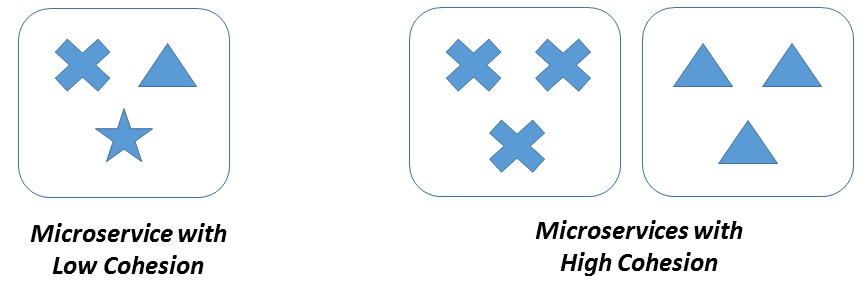 Microservice with
Low Cohesion
Microservices with
High Cohesion